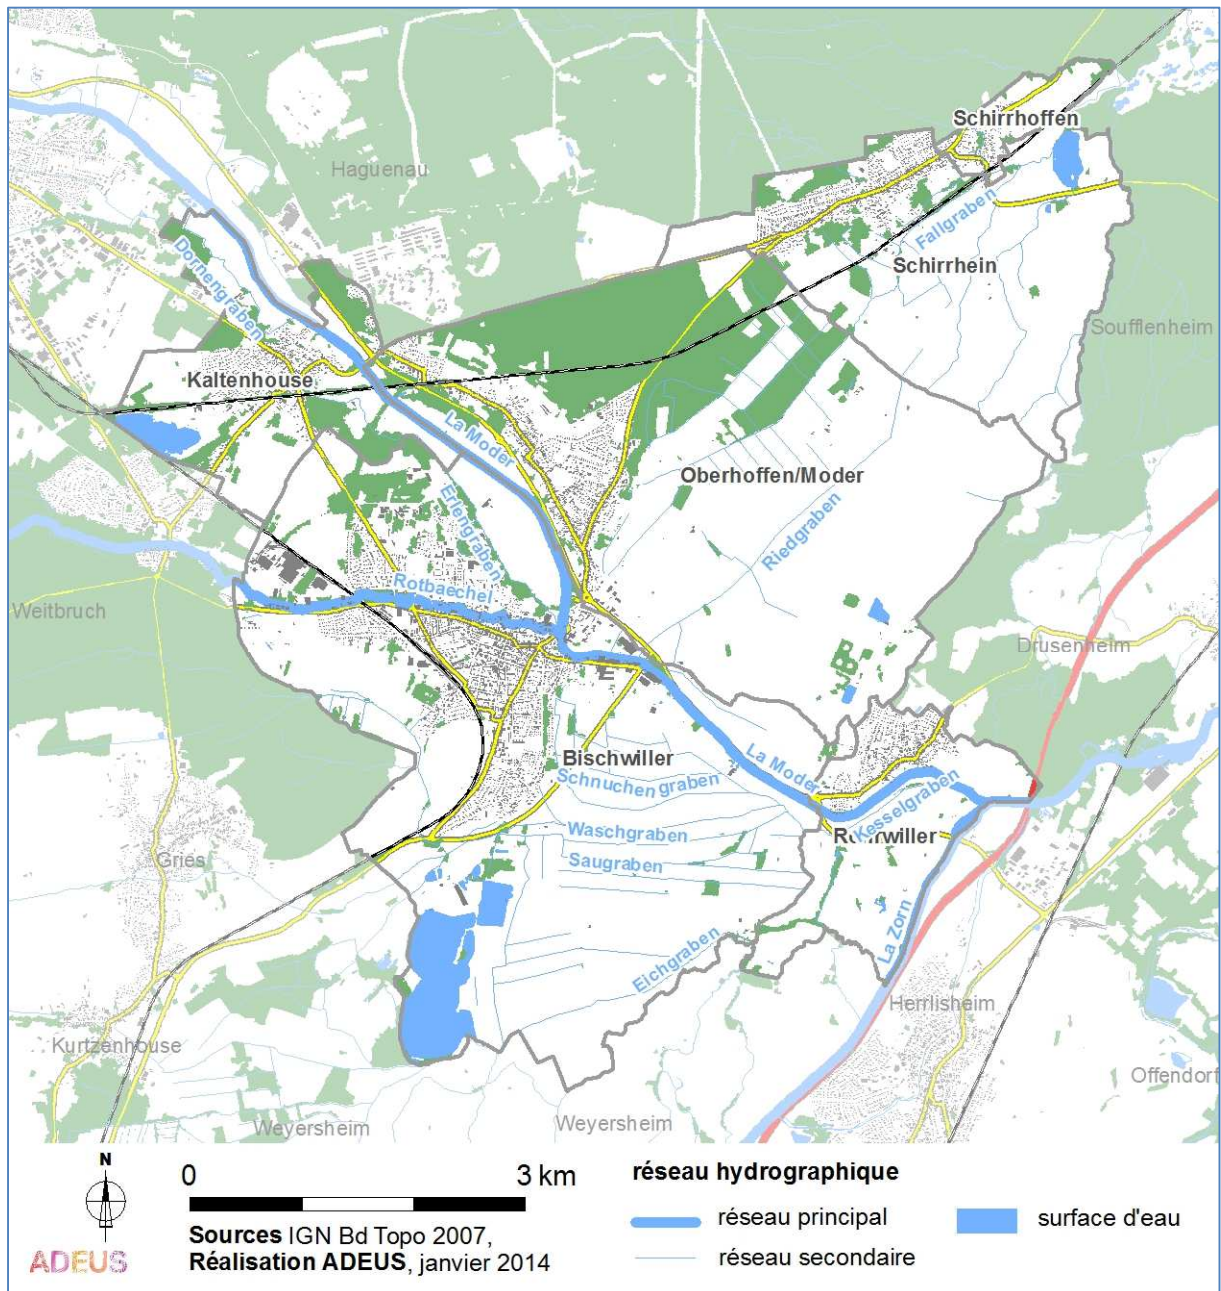 Schirrhoffen
Haguenau
Fallgraben
Dornengraben
Schirrhein
Soufflenheim
Kaltenhouse
La Moder
Oberhoffen/Moder
Erlengraben
Riedgraben
Rotbaechel
Weitbruch
Drusenheim
Bischwiller
La Moder
Schnuchengraben
Kesselgraben
Waschgraben
Saugraben
Gries
La Zorn
Eichgraben
Herrlisheim
Kurtzenhouse
Offendorf
Weyersheim
Weyersheim
N
0 3 km
Sources IGN Bd Topo 2007,
Réalisation ADEUS, janvier 2014
ADEUS
réseau hydrographique
réseau principal
surface d'eau
réseau secondaire